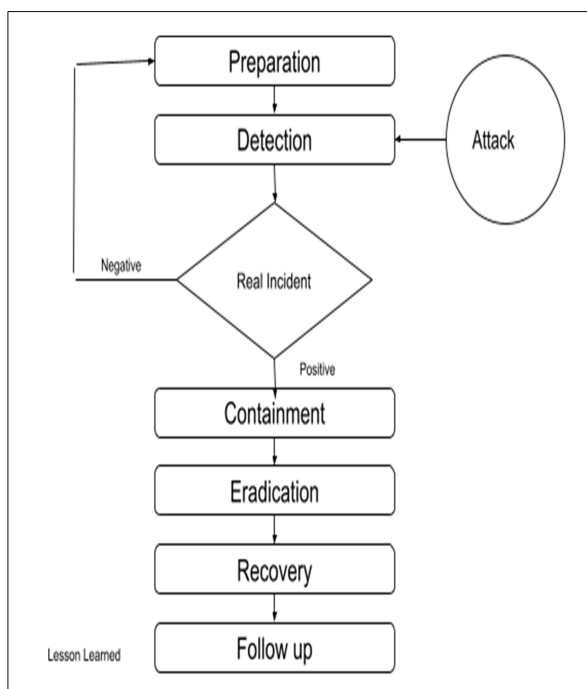 Preparation
Detection
Attack
Negative
Real Incident
Positive
Containment
Eradication
Recovery
Lesson Learned
Follow up